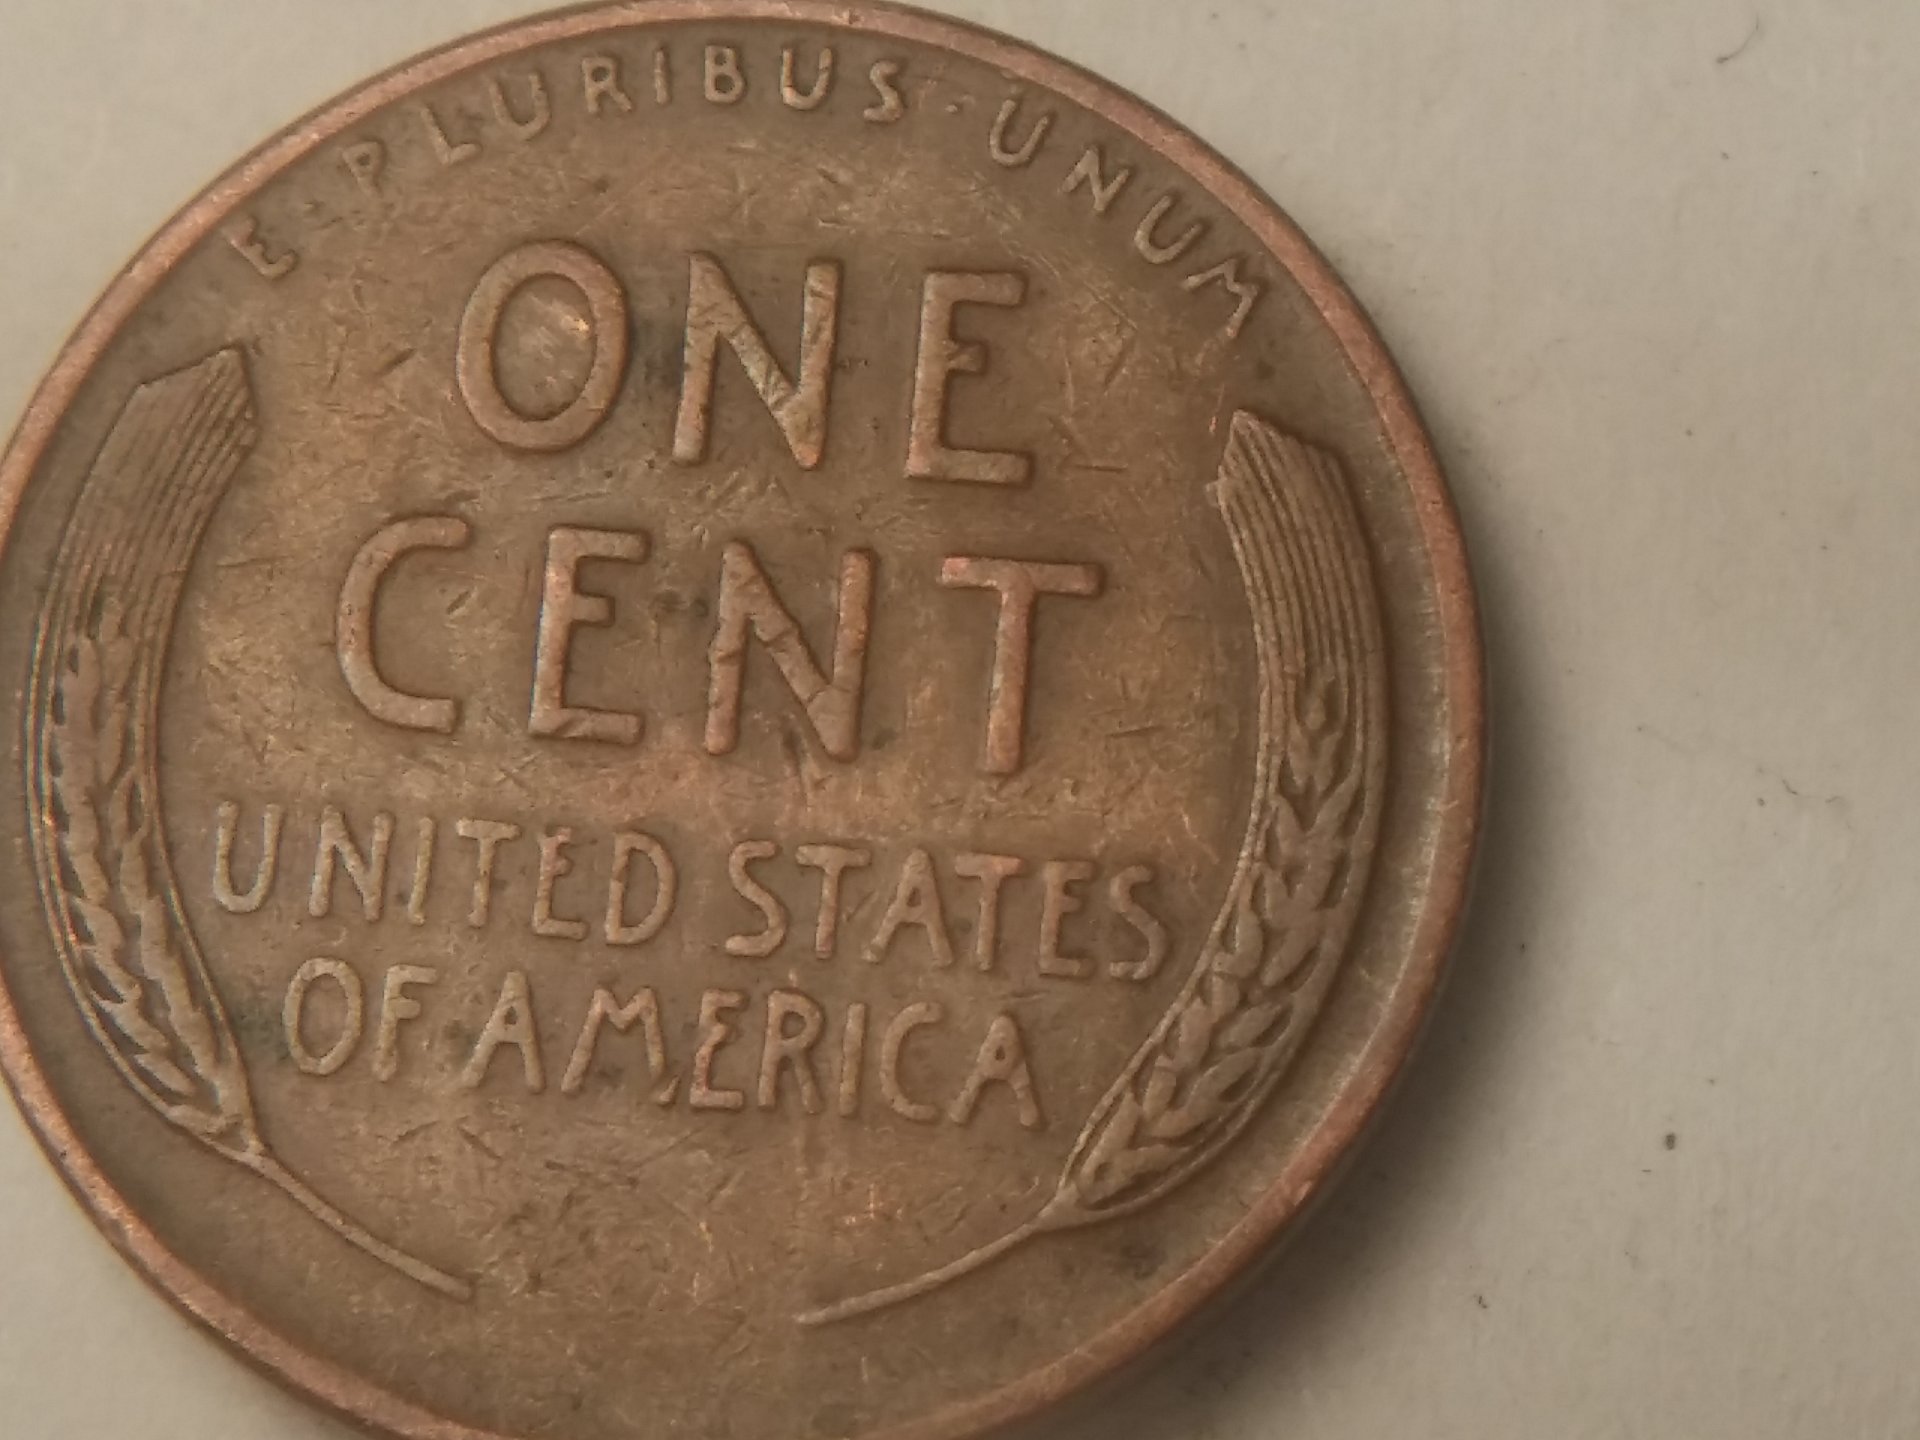 E · PLURIBUS · UNUM
ONE
CENT
UNITED STATES
OF AMERICA